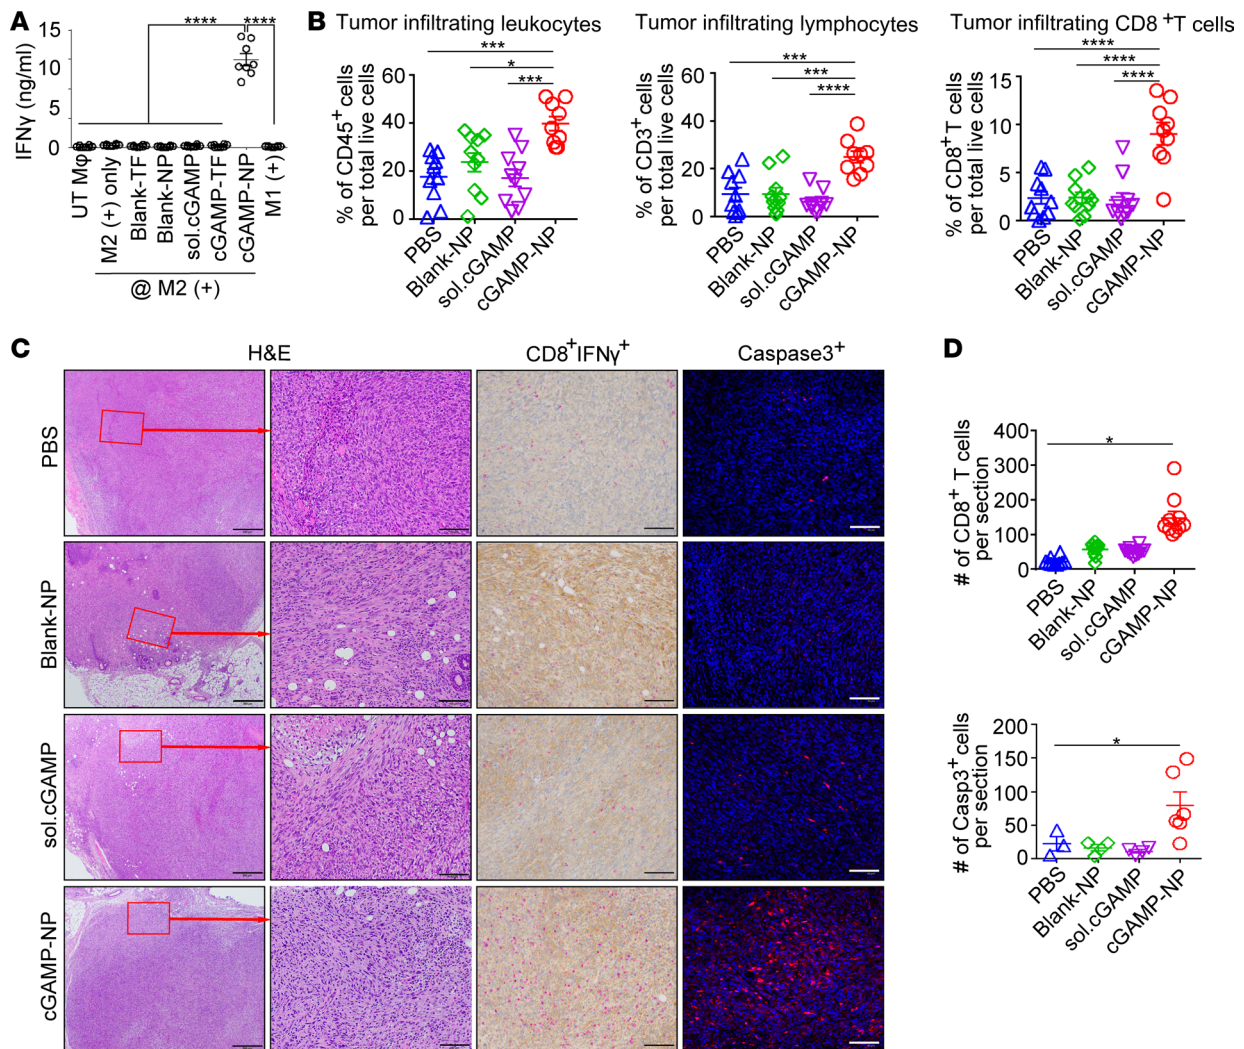 A
IFNγ (ng/ml)
15
10
5
0
**** ****
UT Mφ
M2 (+) only
Blank-TF
Blank-NP
sol.cGAMP
cGAMP-TF
cGAMP-NP
M1 (+)
@ M2 (+)
B
Tumor infiltrating leukocytes
% of CD45+ cells
per total live cells
60
40
20
0
***
*
***
PBS
Blank-NP
sol.cGAMP
cGAMP-NP
Tumor infiltrating lymphocytes
% of CD3+ cells
per total live cells
60
40
20
0
***
***
****
PBS
Blank-NP
sol.cGAMP
cGAMP-NP
Tumor infiltrating CD8 +T cells
% of CD8+T cells
per total live cells
15
10
5
0
****
****
****
PBS
Blank-NP
sol.cGAMP
cGAMP-NP
C
H&E
CD8+IFNγ+
Caspase3+
PBS
Blank-NP
sol.cGAMP
cGAMP-NP
D
# of CD8+ T cells
per section
400
300
200
100
0
*
PBS
Blank-NP
sol.cGAMP
cGAMP-NP
# of Casp3+ cells
per section
200
150
100
50
0
*
PBS
Blank-NP
sol.cGAMP
cGAMP-NP